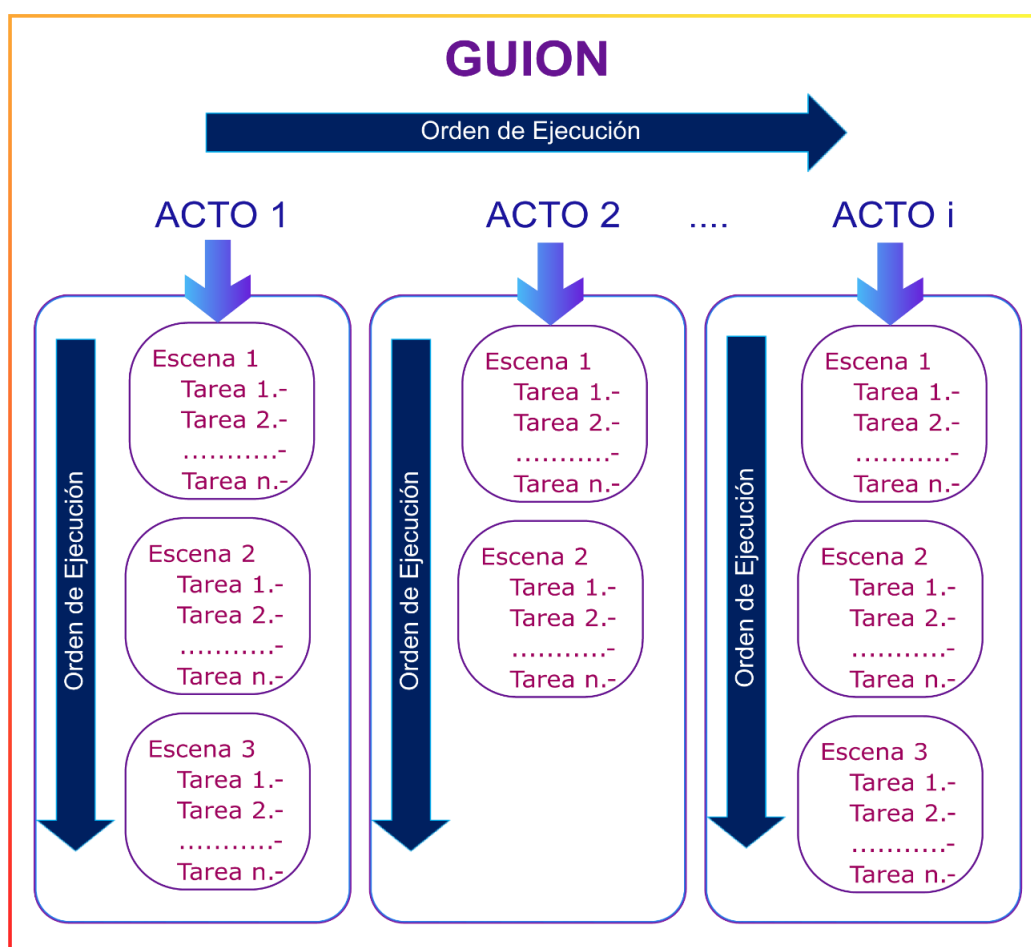 GUION
Orden de Ejecución
ACTO 1
ACTO 2
....
ACTO i
Orden de Ejecución
Escena 1
Tarea 1.-
Tarea 2.-
...........-
Tarea n.-
Escena 2
Tarea 1.-
Tarea 2.-
...........-
Tarea n.-
Escena 3
Tarea 1.-
Tarea 2.-
...........-
Tarea n.-
Orden de Ejecución
Escena 1
Tarea 1.-
Tarea 2.-
...........-
Tarea n.-
Escena 2
Tarea 1.-
Tarea 2.-
...........-
Tarea n.-
Orden de Ejecución
Escena 1
Tarea 1.-
Tarea 2.-
...........-
Tarea n.-
Escena 2
Tarea 1.-
Tarea 2.-
...........-
Tarea n.-
Escena 3
Tarea 1.-
Tarea 2.-
...........-
Tarea n.-